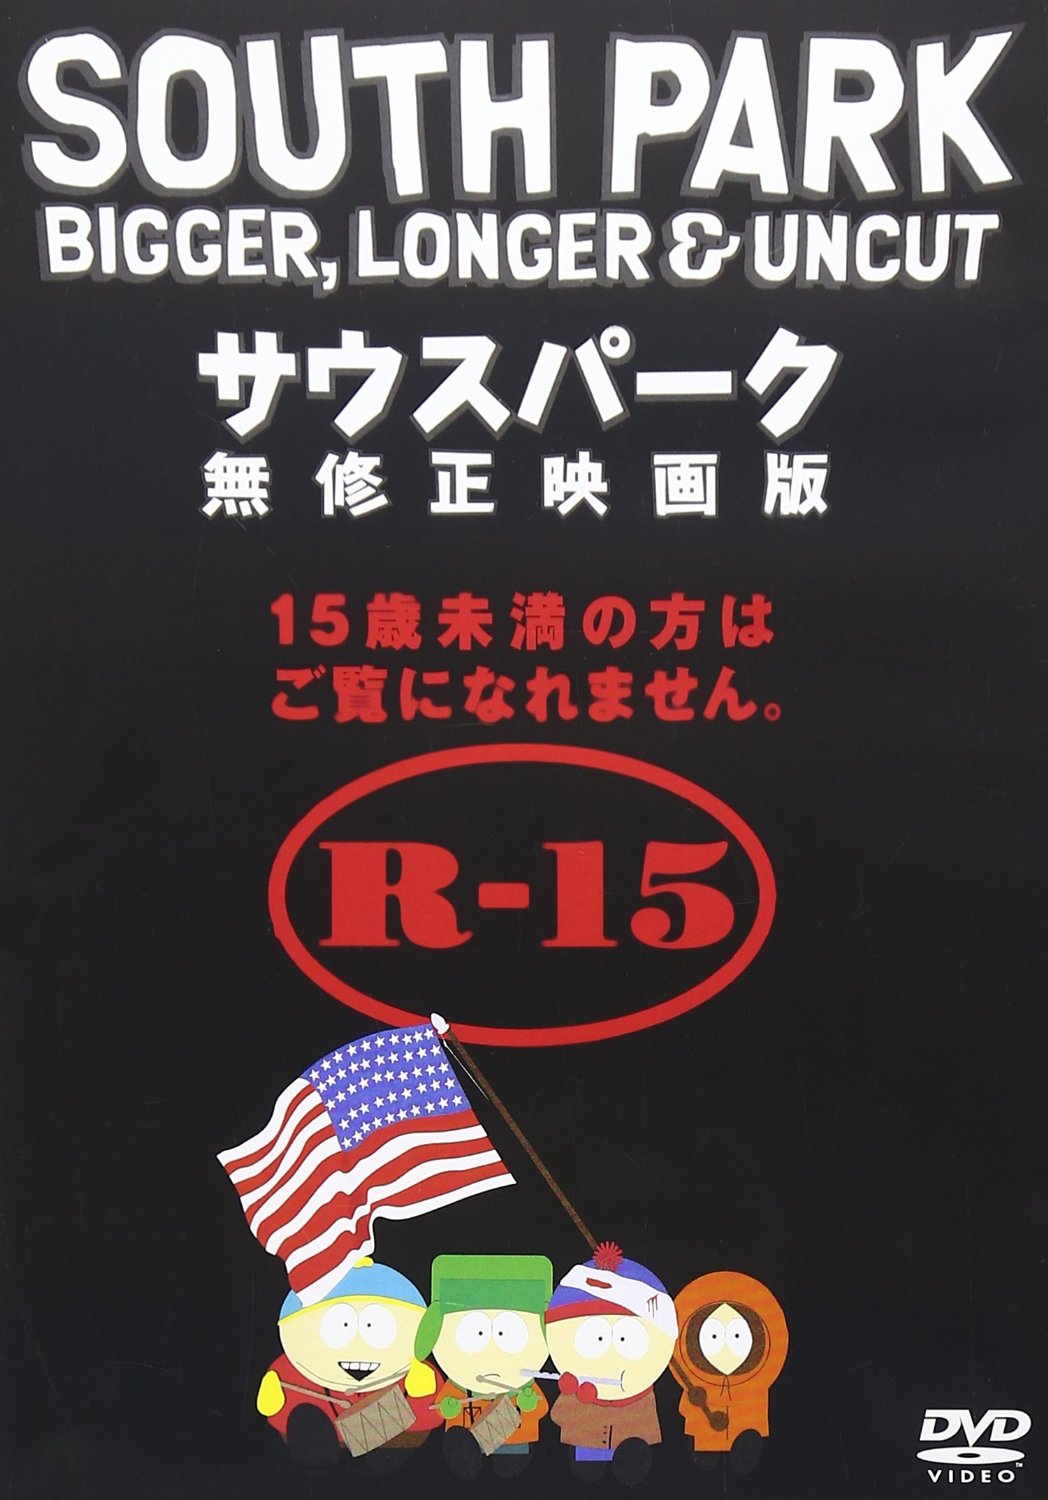 SOUTH PARK
BIGGER, LONGER & UNCUT
サウスパーク
無修正映画版
15歳未満の方は
ご覧になれません。
R-15
DVD
VIDEO